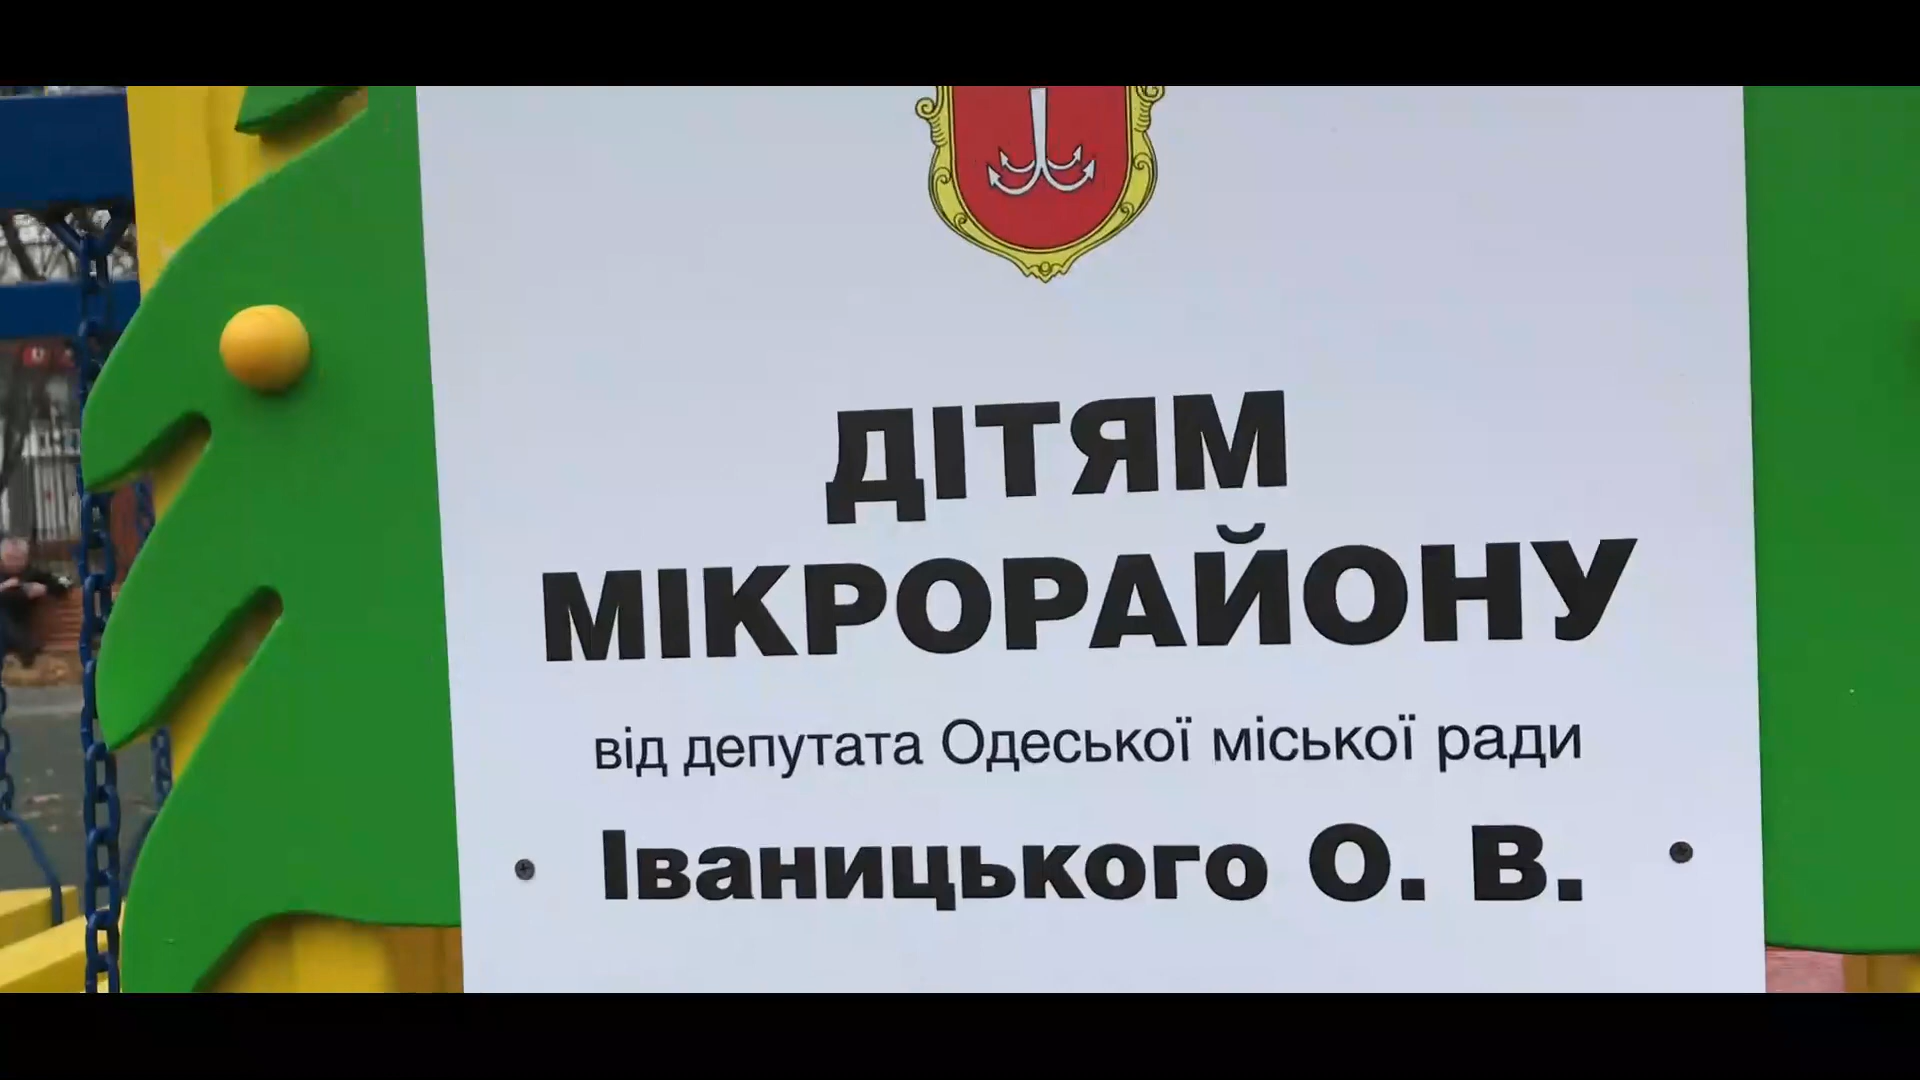 ДІТЯМ
МІКРОРАЙОНУ
від депутата Одеської міської ради
Іваницького О. В.